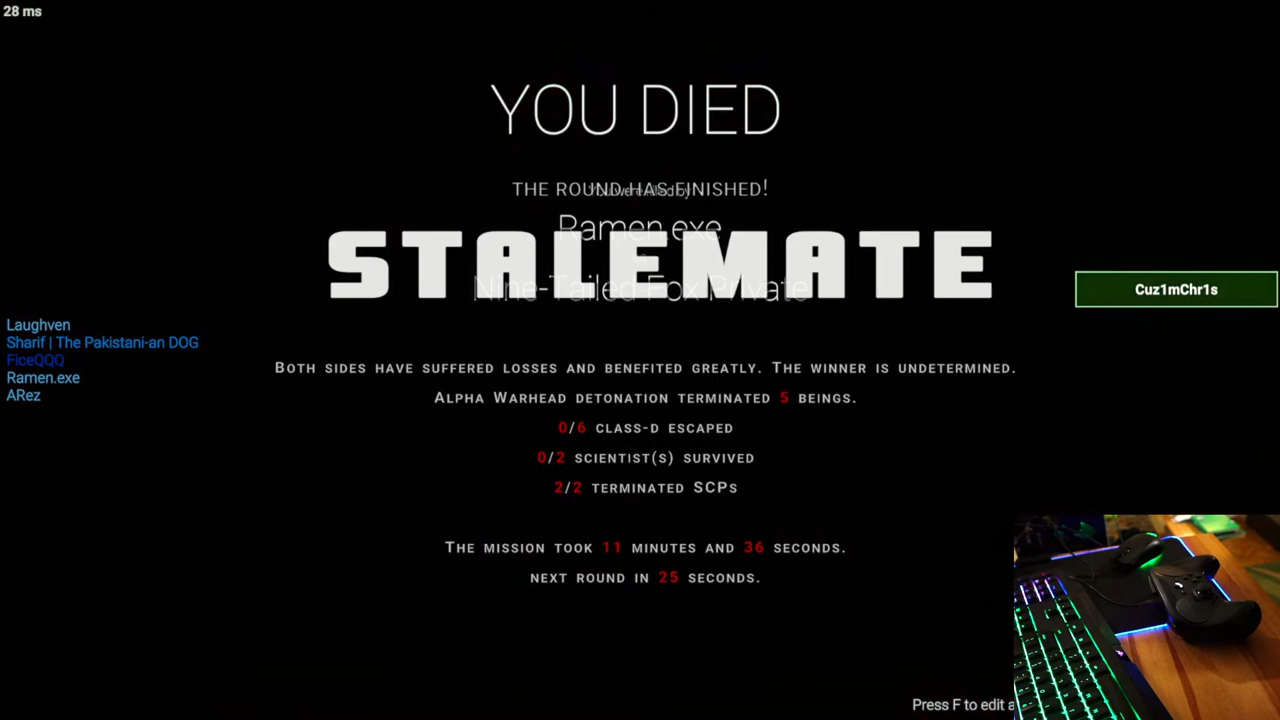 28 ms
YOU DIED
THE ROUND HAS FINISHED!
Ramen.exe
STALEMATE
Nine-Tailed Fox Private
Cuz1mChr1s
Laughven
Sharif | The Pakistani-an DOG
FiceQQQ
Ramen.exe
ARez
BOTH SIDES HAVE SUFFERED LOSSES AND BENEFITED GREATLY. THE WINNER IS UNDETERMINED.
ALPHA WARHEAD DETONATION TERMINATED 5 BEINGS.
0/6 CLASS-D ESCAPED
0/2 SCIENTIST(S) SURVIVED
2/2 TERMINATED SCPs
THE MISSION TOOK 11 MINUTES AND 36 SECONDS.
NEXT ROUND IN 25 SECONDS.
Press F to edit a